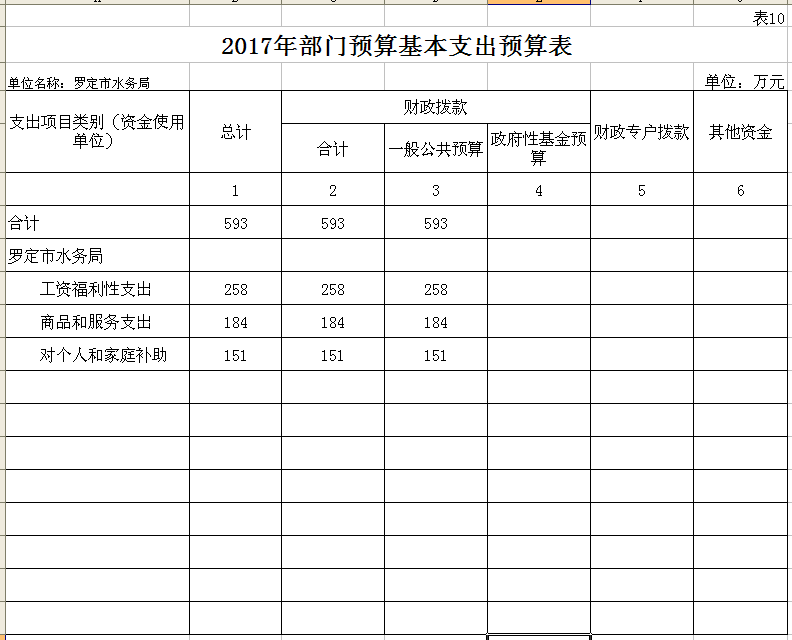 表10
2017年部门预算基本支出预算表
单位名称：罗定市水务局 单位：万元
支出项目类别（资金使用单位） 总计 财政拨款 财政专户拨款 其他资金
合计 一般公共预算 政府性基金预算
1 2 3 4 5 6
合计 593 593 593
罗定市水务局
工资福利性支出 258 258 258
商品和服务支出 184 184 184
对个人和家庭补助 151 151 151